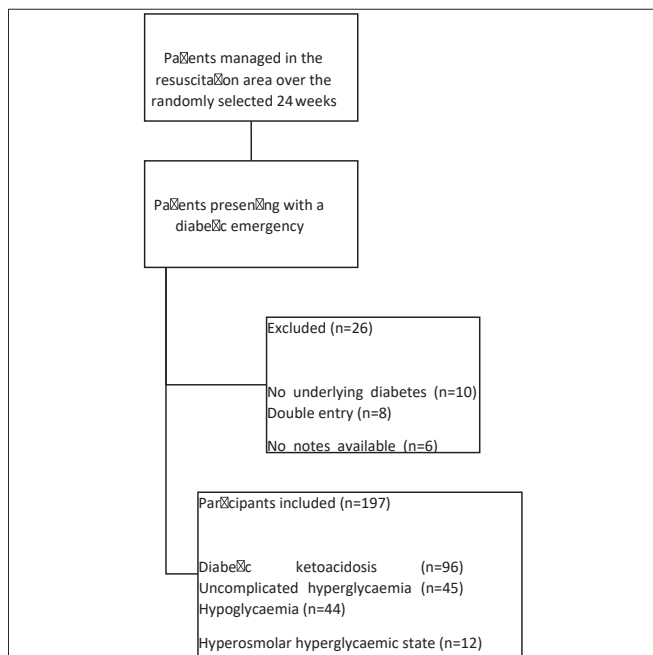 Pa⊠ents managed in the
resuscita⊠on area over the
randomly selected 24 weeks
Pa⊠ents presen⊠ng with a
diabe⊠c emergency
Excluded (n=26)
No underlying diabetes (n=10)
Double entry (n=8)
No notes available (n=6)
Par⊠cipants included (n=197)
Diabe⊠c ketoacidosis (n=96)
Uncomplicated hyperglycaemia (n=45)
Hypoglycaemia (n=44)
Hyperosmolar hyperglycaemic state (n=12)